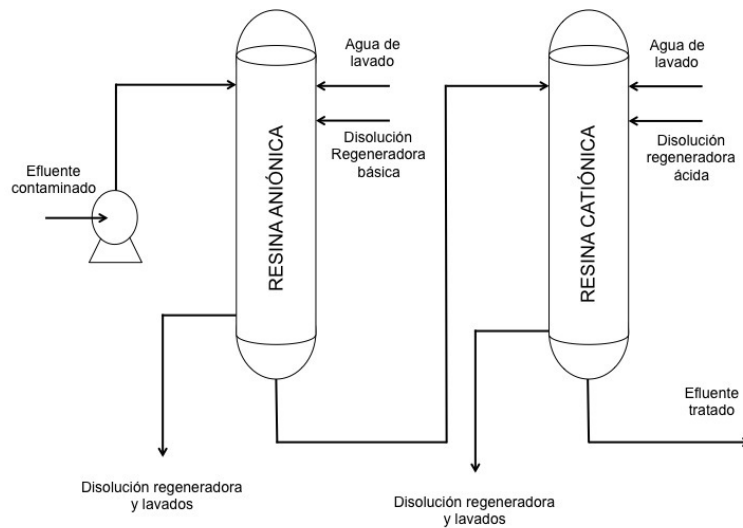 Efluente
contaminado
RESINA ANIÓNICA
Agua de
lavado
Disolución
Regeneradora
básica
Disolución regeneradora
y lavados
RESINA CATIÓNICA
Agua de
lavado
Disolución
regeneradora
ácida
Disolución regeneradora
y lavados
Efluente
tratado